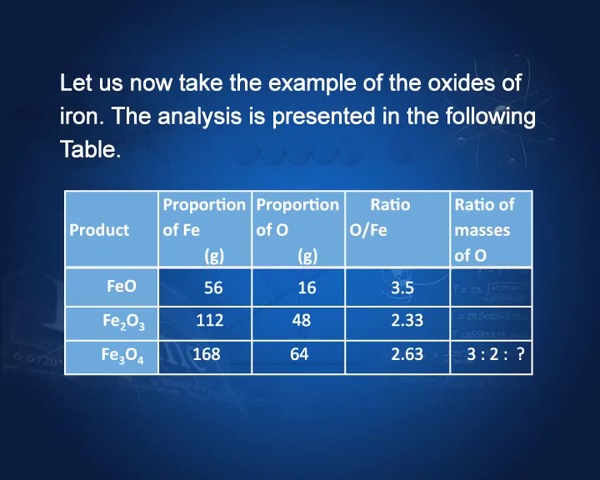 Let us now take the example of the oxides of
iron. The analysis is presented in the following
Table.
Product | Proportion of Fe (g) | Proportion of O (g) | Ratio O/Fe | Ratio of masses of O
FeO | 56 | 16 | 3.5 |
Fe₂O₃ | 112 | 48 | 2.33 |
Fe₃O₄ | 168 | 64 | 2.63 | 3 : 2 : ?